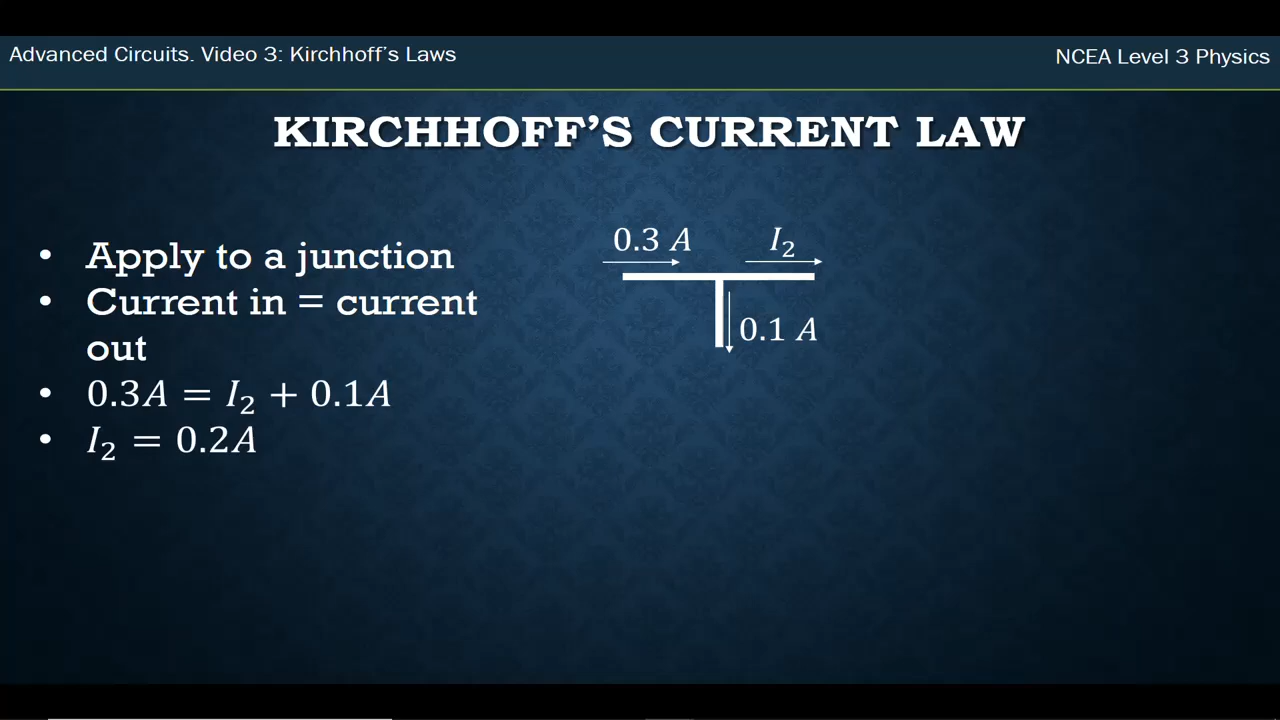 Advanced Circuits. Video 3: Kirchhoff's Laws
NCEA Level 3 Physics
KIRCHHOFF’S CURRENT LAW
• Apply to a junction
• Current in = current
out
• 0.3A = I₂ + 0.1A
• I₂ = 0.2A
0.3 A
I₂
0.1 A